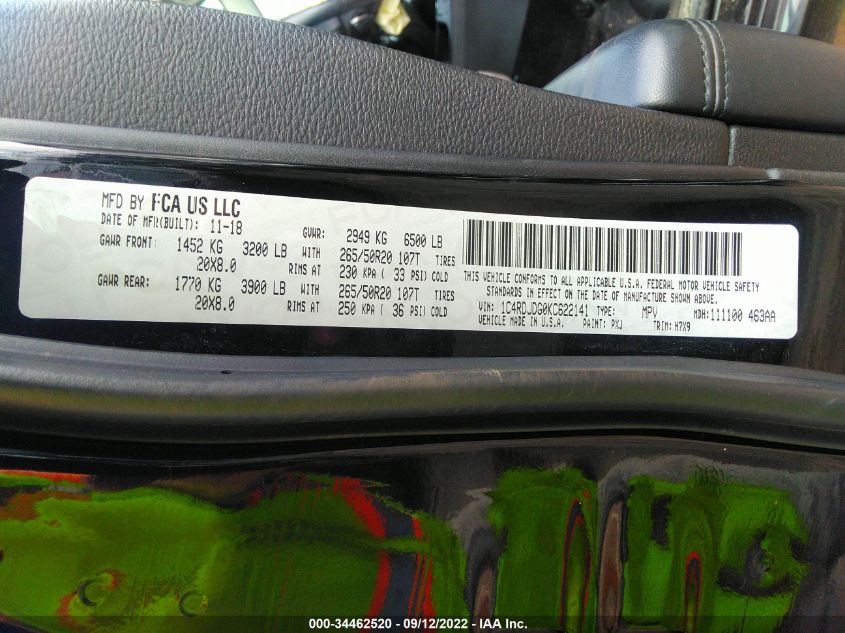 MFD BY FCA US LLC
DATE OF MFR(BUILT): 11-18 GVWR: 2949 KG 6500 LB
GAWR FRONT: 1452 KG 3200 LB WITH 265/50R20 107T TIRES
20X8.0 RIMS AT 230 KPA ( 33 PSI) COLD
GAWR REAR: 1770 KG 3900 LB WITH 265/50R20 107T TIRES
20X8.0 RIMS AT 250 KPA ( 36 PSI) COLD
THIS VEHICLE CONFORMS TO ALL APPLICABLE U.S.A. FEDERAL MOTOR VEHICLE SAFETY
STANDARDS IN EFFECT ON THE DATE OF MANUFACTURE SHOWN ABOVE.
VIN: 1C4RDJDG0KC622141 TYPE: MPV MDH: 111100 463AA
VEHICLE MADE IN U.S.A. PAINT: PXJ TRIM: H7X9
000-34462520 - 09/12/2022 - IAA Inc.